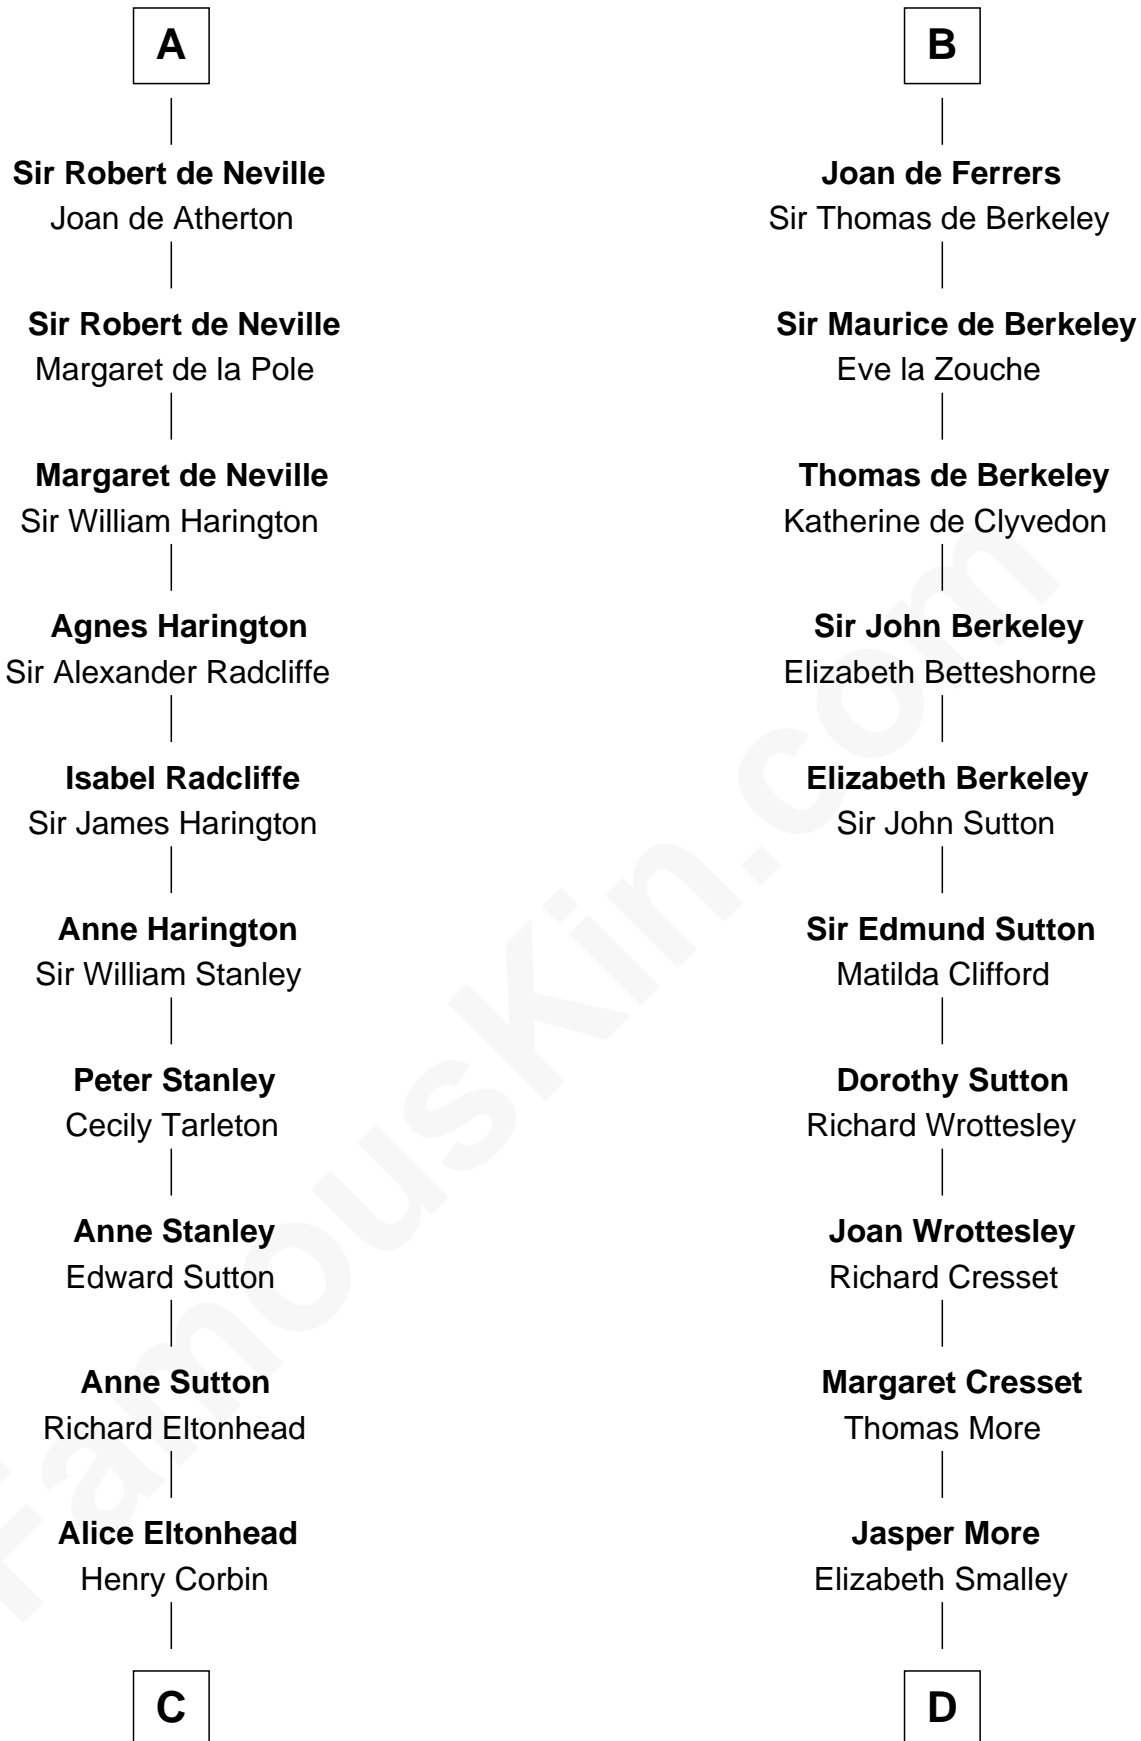 A
Sir Robert de Neville
Joan de Atherton
Sir Robert de Neville
Margaret de la Pole
Margaret de Neville
Sir William Harington
Agnes Harington
Sir Alexander Radcliffe
Isabel Radcliffe
Sir James Harington
Anne Harington
Sir William Stanley
Peter Stanley
Cecily Tarleton
Anne Stanley
Edward Sutton
Anne Sutton
Richard Eltonhead
Alice Eltonhead
Henry Corbin
C
B
Joan de Ferrers
Sir Thomas de Berkeley
Sir Maurice de Berkeley
Eve la Zouche
Thomas de Berkeley
Katherine de Clyvedon
Sir John Berkeley
Elizabeth Betteshorne
Elizabeth Berkeley
Sir John Sutton
Sir Edmund Sutton
Matilda Clifford
Dorothy Sutton
Richard Wrottesley
Joan Wrottesley
Richard Cresset
Margaret Cresset
Thomas More
Jasper More
Elizabeth Smalley
D
FamousKin.com